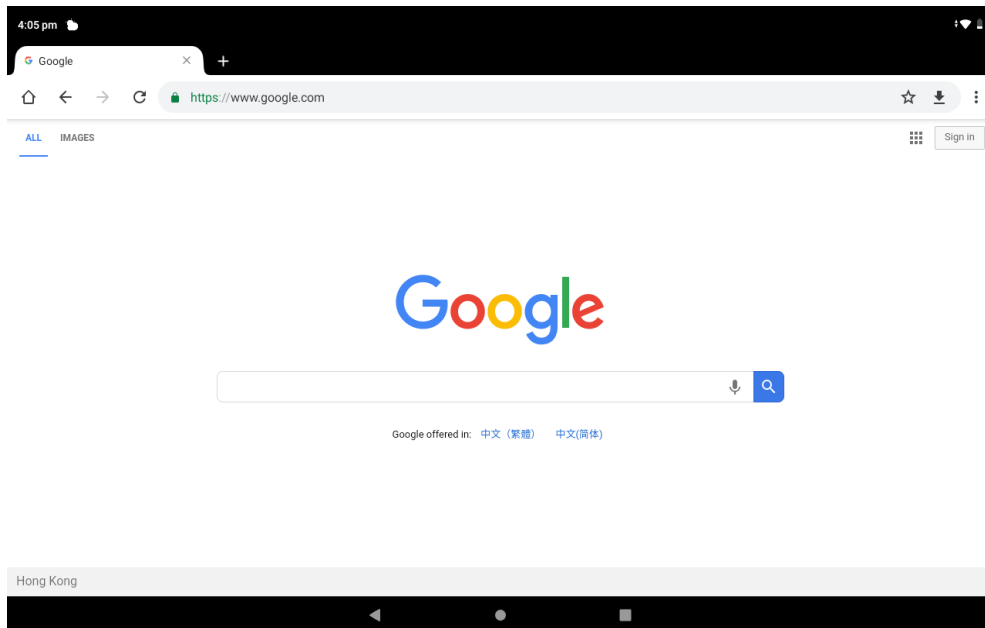 4:05 pm
Google
https://www.google.com
ALL IMAGES
Sign in
Google
Google offered in: 中文（繁體） 中文(简体)
Hong Kong